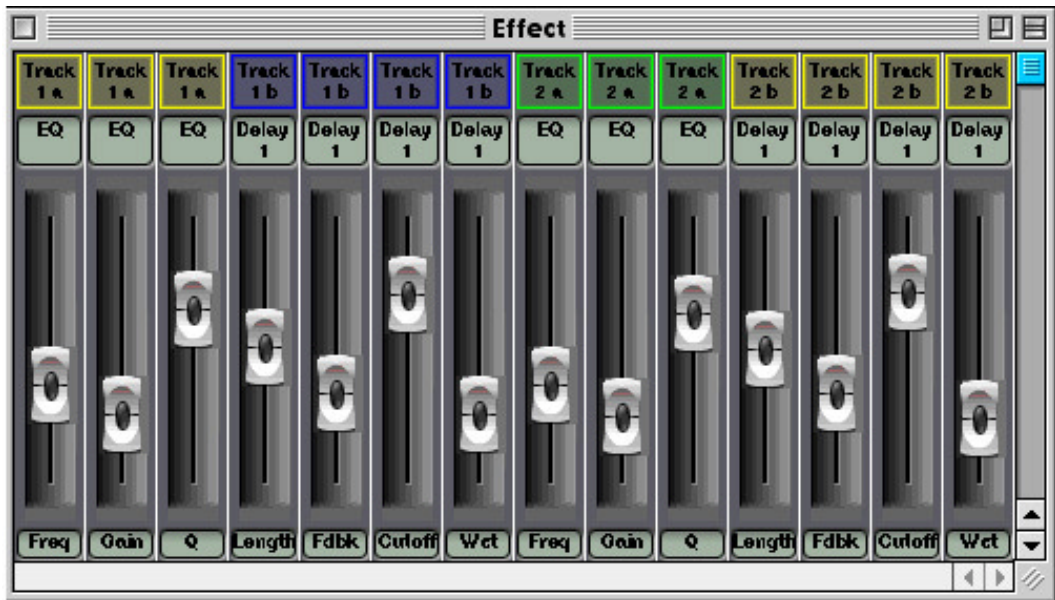 Effect
Track Track Track Track Track Track Track Track Track Track Track Track Track Track
1 a 1 a 1 a 1 b 1 b 1 b 1 b 2 a 2 a 2 a 2 b 2 b 2 b 2 b
EQ EQ EQ Delay Delay Delay Delay EQ EQ EQ Delay Delay Delay Delay
1 1 1 1 1 1 1 1
Freq Gain Q Length Fdbk Cutoff Wet Freq Gain Q Length Fdbk Cutoff Wet